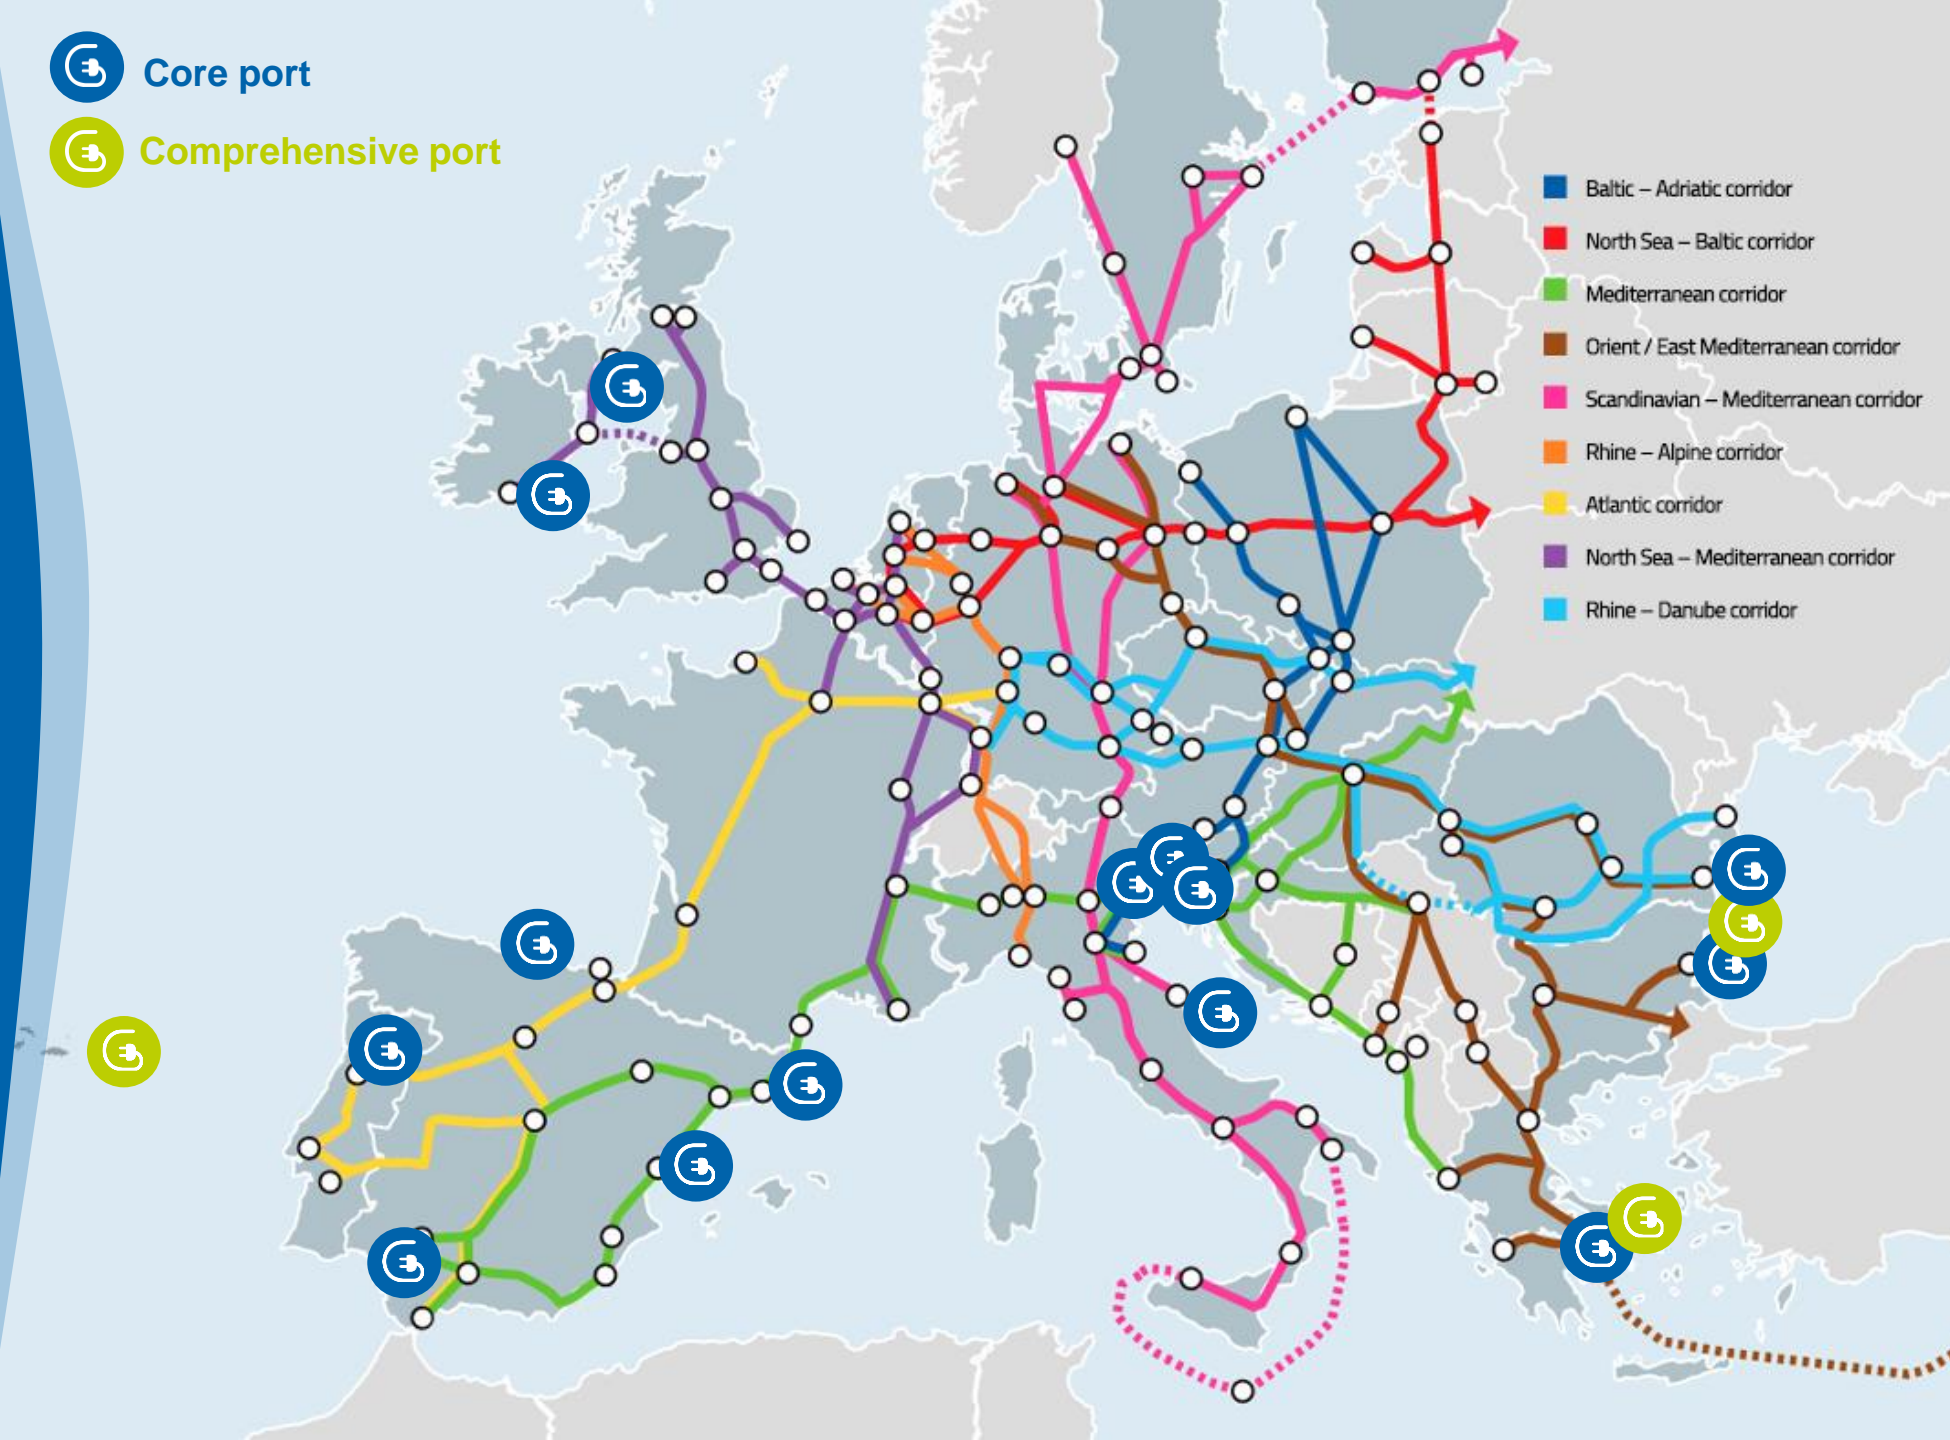 Core port
Comprehensive port
Baltic – Adriatic corridor
North Sea – Baltic corridor
Mediterranean corridor
Orient / East Mediterranean corridor
Scandinavian – Mediterranean corridor
Rhine – Alpine corridor
Atlantic corridor
North Sea – Mediterranean corridor
Rhine – Danube corridor